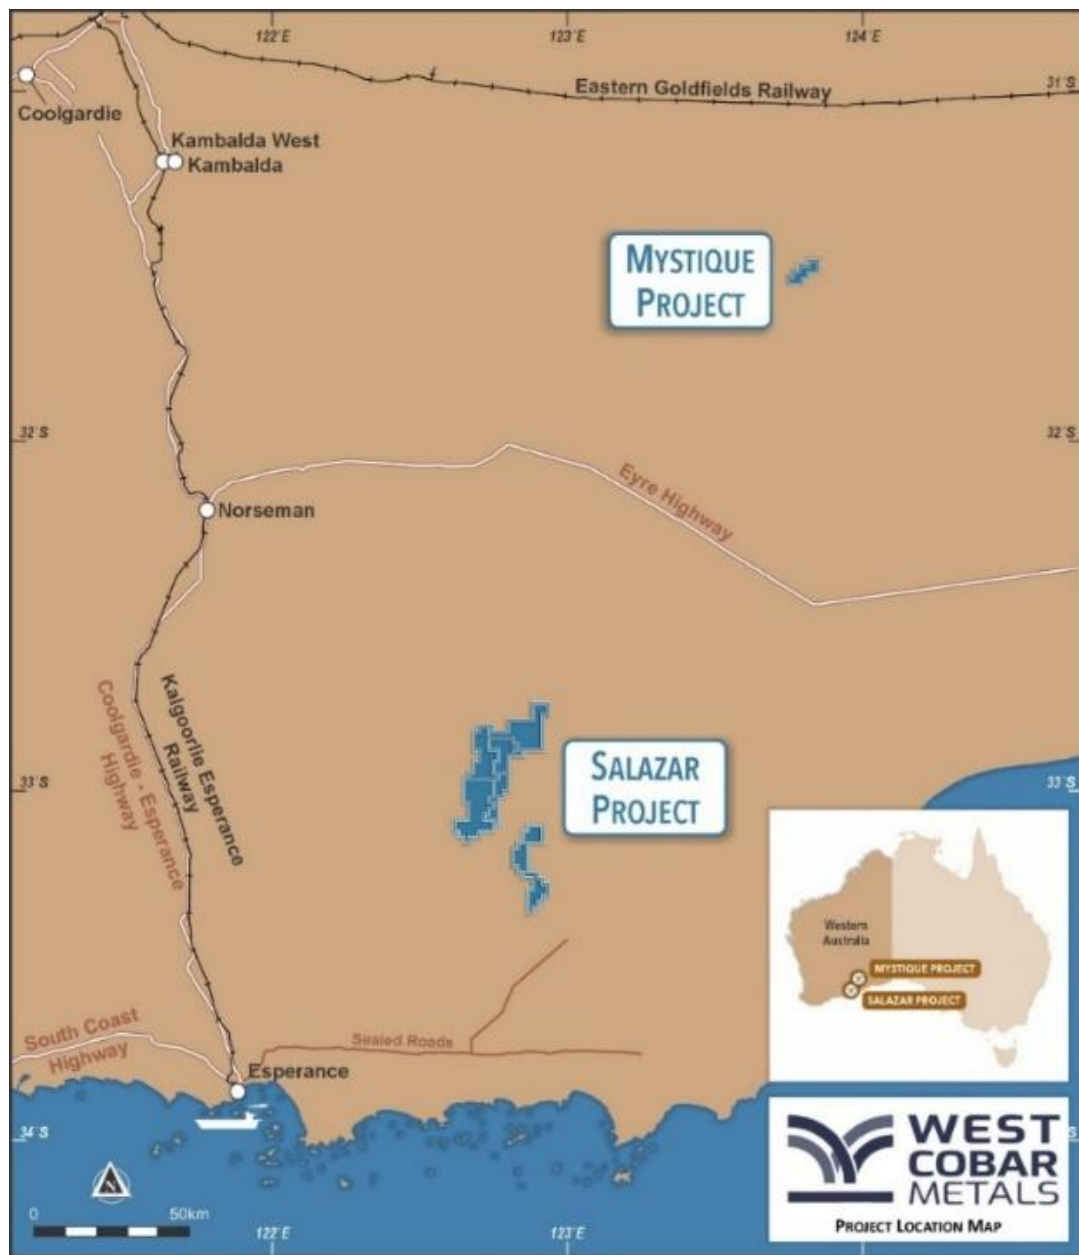 122°E 123°E 124°E
Eastern Goldfields Railway
31°S
Coolgardie
Kambalda West
Kambalda
MYSTIQUE
PROJECT
32°S 32°S
Eyre Highway
Norseman
Coolgardie - Esperance
Highway
Kalgoorlie Esperance
Railway
SALAZAR
PROJECT
33°S 33°S
Western
Australia
MYSTIQUE PROJECT
SALAZAR PROJECT
South Coast
Highway
Sealed Roads
Esperance
34°S S
N
0 50km
122°E 123°E
WEST
COBAR
METALS
PROJECT LOCATION MAP